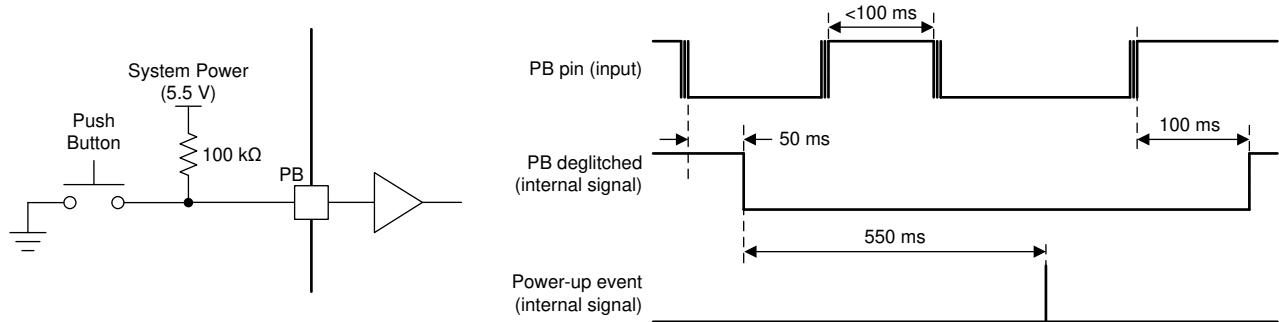 System Power
(5.5 V)
Push
Button
100 kΩ
PB
<100 ms
PB pin (input)
50 ms
100 ms
PB deglitched
(internal signal)
550 ms
Power-up event
(internal signal)